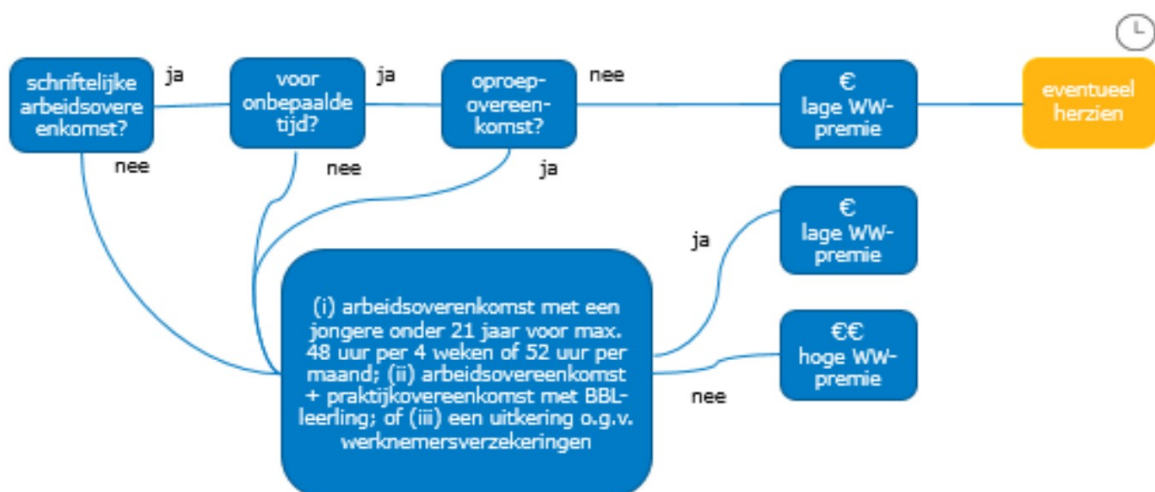 schriftelijke
arbeidsovere
enkomst?
ja
nee
voor
onbepaalde
tijd?
ja
nee
oproep-
overeen-
komst?
nee
ja
€
lage WW-
premie
eventueel
herzien
(i) arbeidsoverenkomst met een
jongere onder 21 jaar voor max.
48 uur per 4 weken of 52 uur per
maand; (ii) arbeidsovereenkomst
+ praktijkovereenkomst met BBL-
leerling; of (iii) een uitkering o.g.v.
werknemersverzekeringen
ja
€
lage WW-
premie
nee
€€
hoge WW-
premie